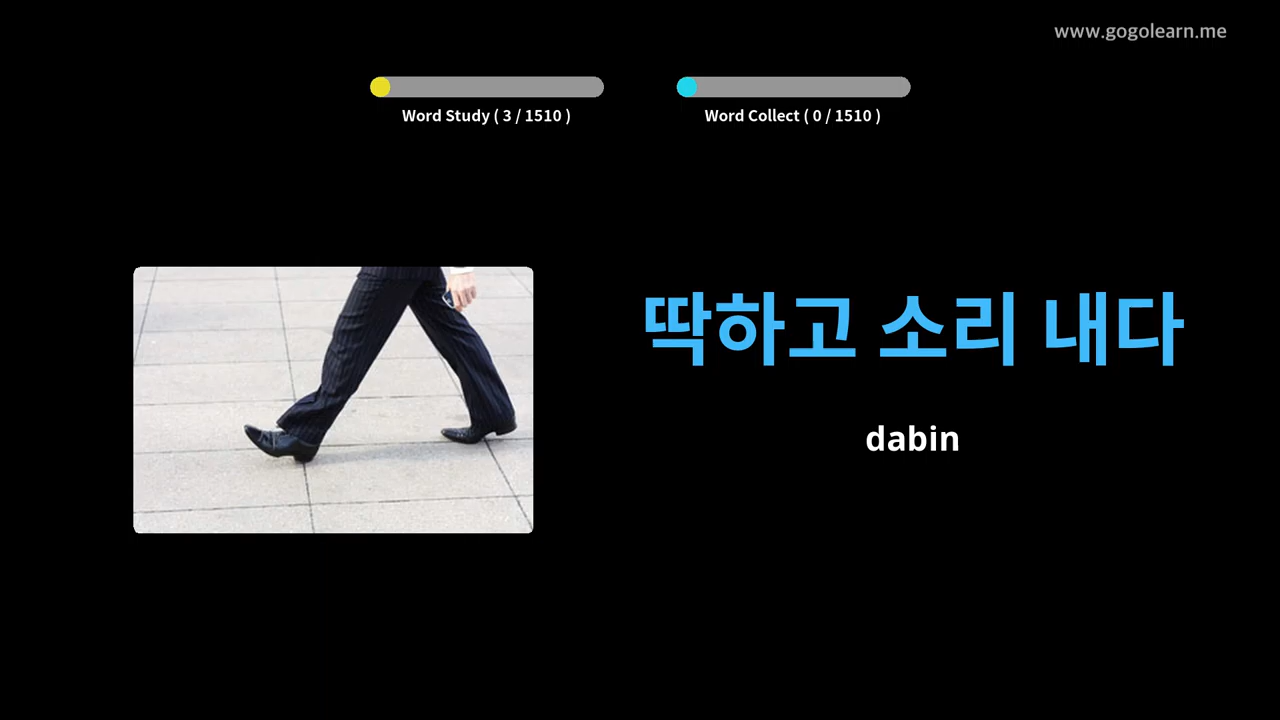 www.gogolearn.me
Word Study ( 3 / 1510 )
Word Collect ( 0 / 1510 )
딱하고 소리 내다
dabin